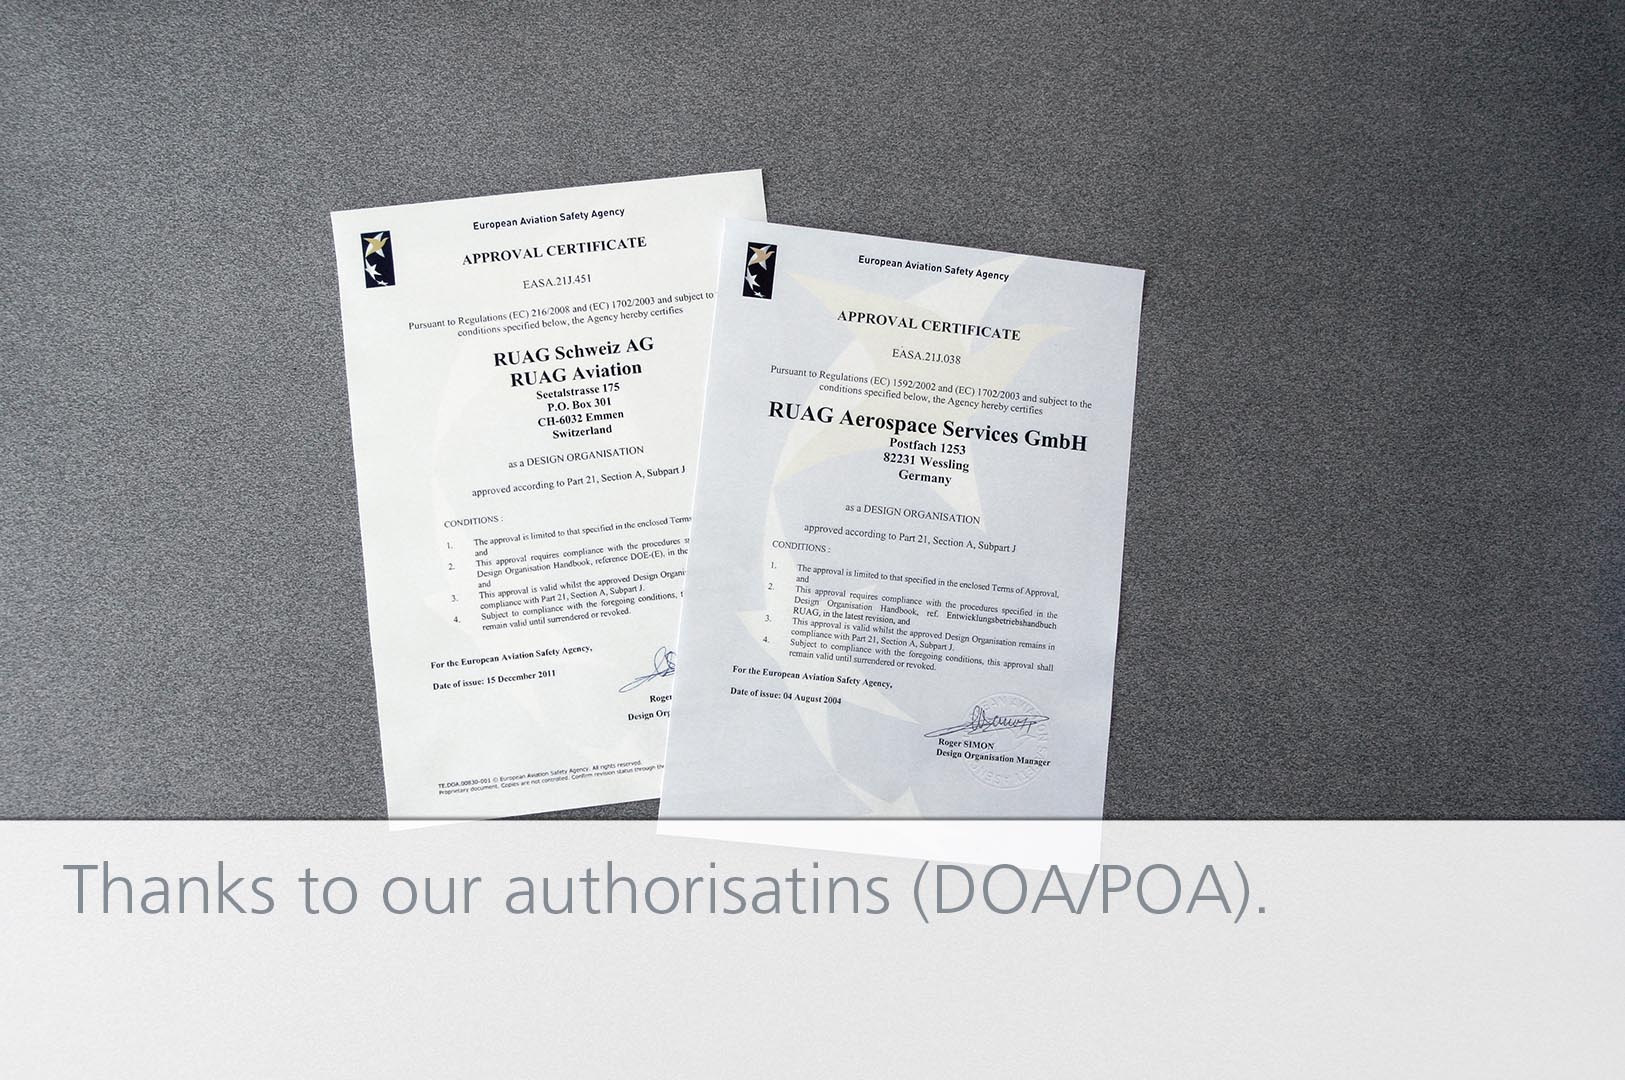 European Aviation Safety Agency
APPROVAL CERTIFICATE
EASA.21J.451
Pursuant to Regulations (EC) 216/2008 and (EC) 1702/2003 and subject to
conditions specified below, the Agency hereby certifies
RUAG Schweiz AG
RUAG Aviation
Seetalstrasse 175
P.O. Box 301
CH-6032 Emmen
Switzerland
as a DESIGN ORGANISATION
approved according to Part 21, Section A, Subpart J
CONDITIONS :
1. The approval is limited to that specified in the enclosed Terms
and
2. This approval requires compliance with the procedures
Design Organisation Handbook, reference DOE-(E), in the
and
3. This approval is valid whilst the approved Design
compliance with Part 21, Section A, Subpart J.
4. Subject to compliance with the foregoing conditions,
remain valid until surrendered or revoked.
For the European Aviation Safety Agency,
Date of issue: 15 December 2011
Roger
Design
TE.DOA.00830-001 © European Aviation Safety Agency. All rights reserved.
Proprietary document. Copies are not controlled. Confirm revision status through the
European Aviation Safety Agency
APPROVAL CERTIFICATE
EASA.21J.038
Pursuant to Regulations (EC) 1592/2002 and (EC) 1702/2003 and subject to the
conditions specified below, the Agency hereby certifies
RUAG Aerospace Services GmbH
Postfach 1253
82231 Wessling
Germany
as a DESIGN ORGANISATION
approved according to Part 21, Section A, Subpart J
CONDITIONS :
1. The approval is limited to that specified in the enclosed Terms of Approval,
and
2. This approval requires compliance with the procedures specified in the
Design Organisation Handbook, ref. Entwicklungsbetriebshandbuch
RUAG, in the latest revision, and
3. This approval is valid whilst the approved Design Organisation remains in
compliance with Part 21, Section A, Subpart J.
4. Subject to compliance with the foregoing conditions, this approval shall
remain valid until surrendered or revoked.
For the European Aviation Safety Agency,
Date of issue: 04 August 2004
Roger SIMON
Design Organisation Manager
Thanks to our authorisatins (DOA/POA).